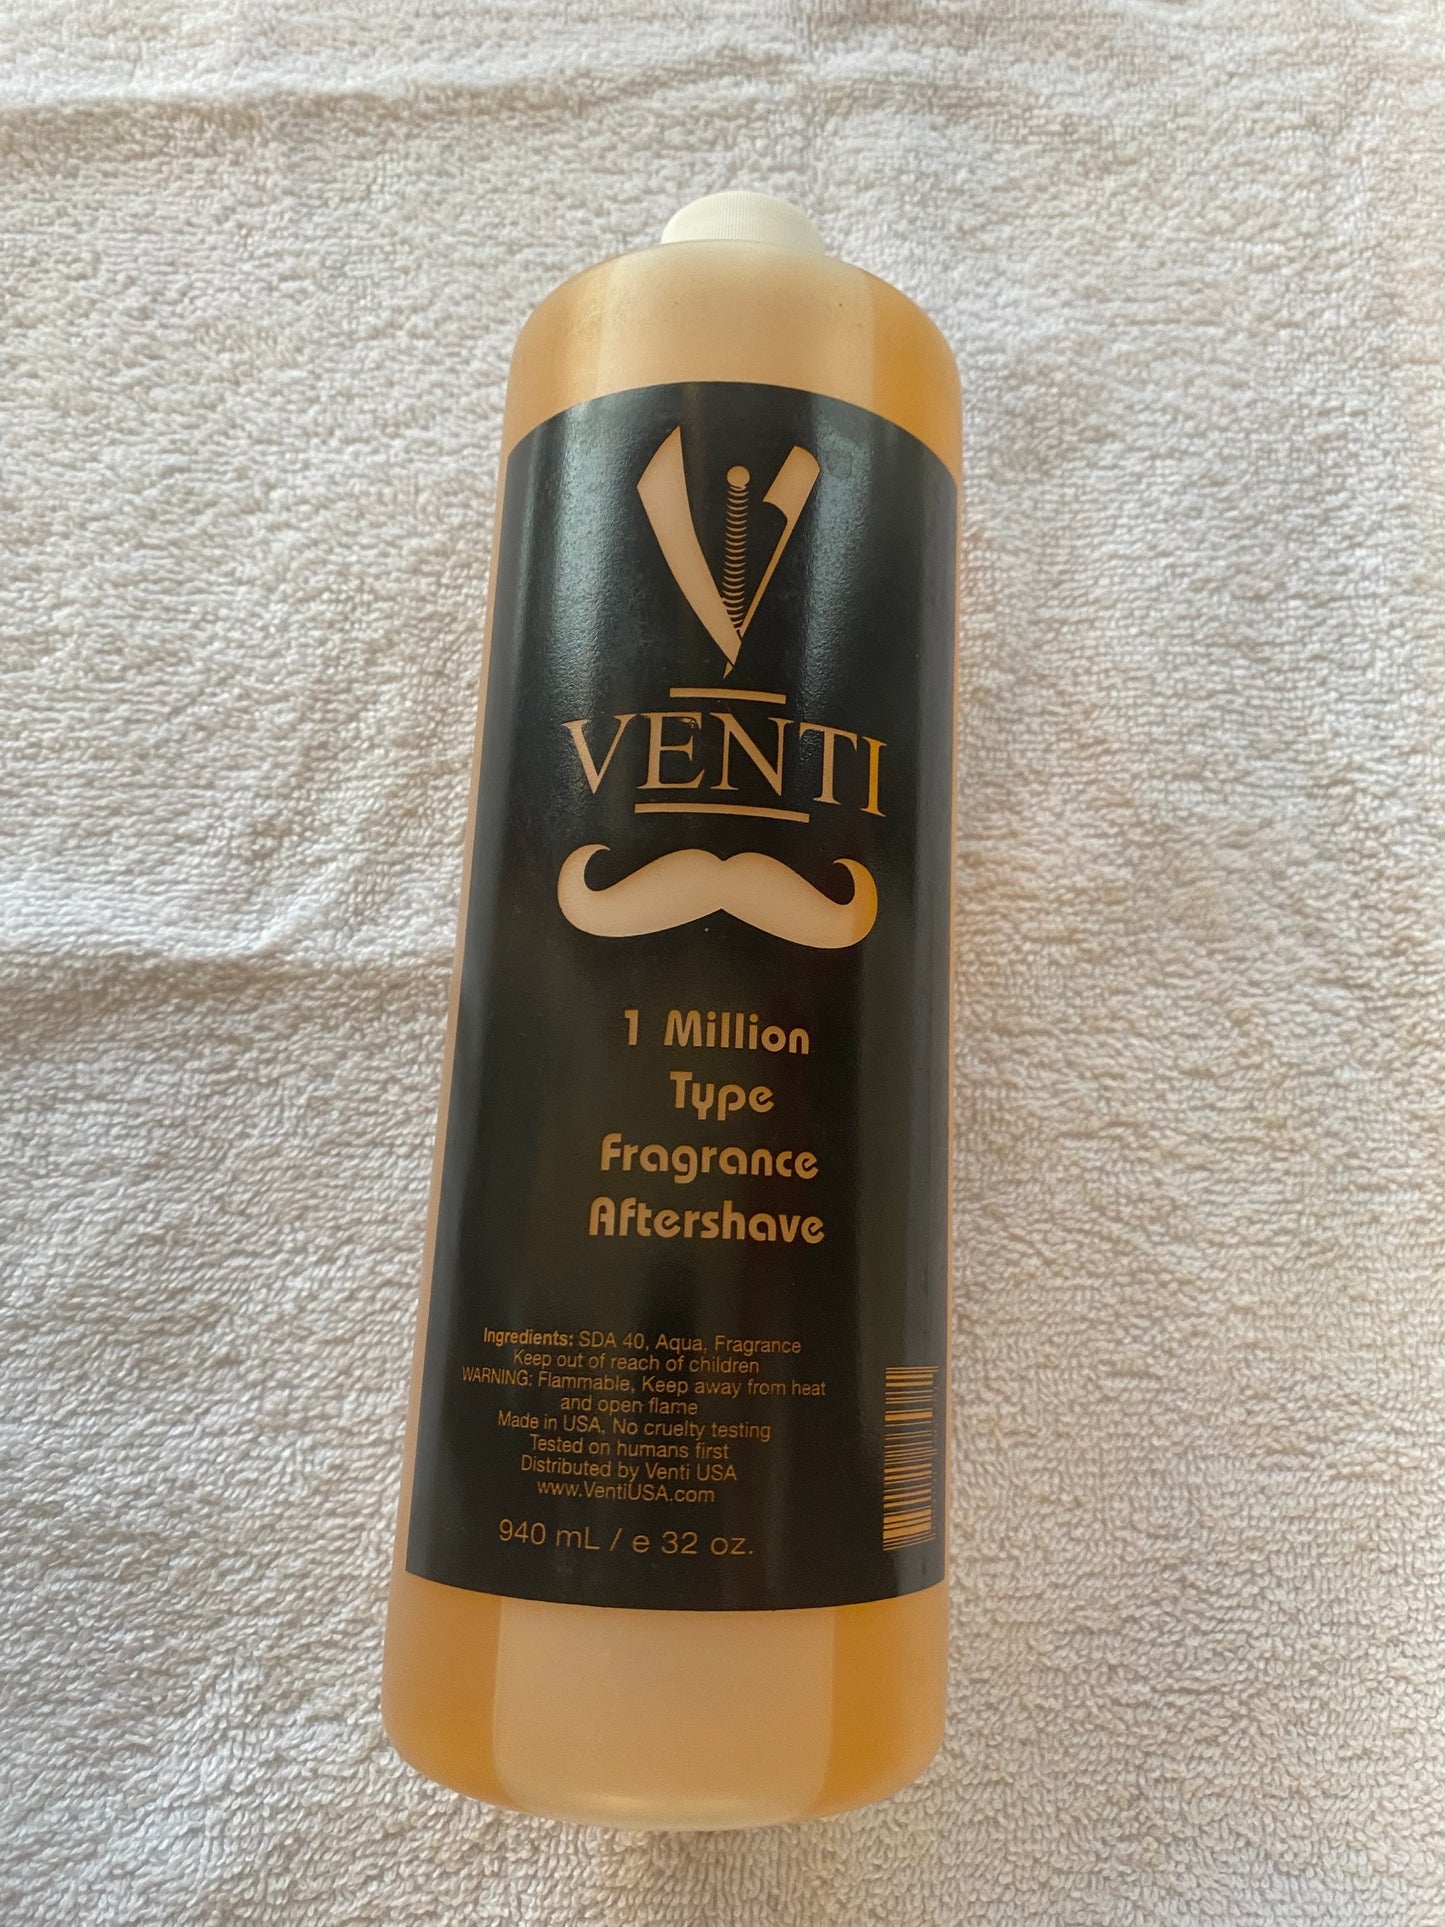 VENTI
1 Million
Type
Fragrance
Aftershave
Ingredients: SDA 40, Aqua, Fragrance
Keep out of reach of children
WARNING: Flammable, Keep away from heat
and open flame
Made in USA, No cruelty testing
Tested on humans first
Distributed by Venti USA
www.VentiUSA.com
940 mL / e 32 oz.